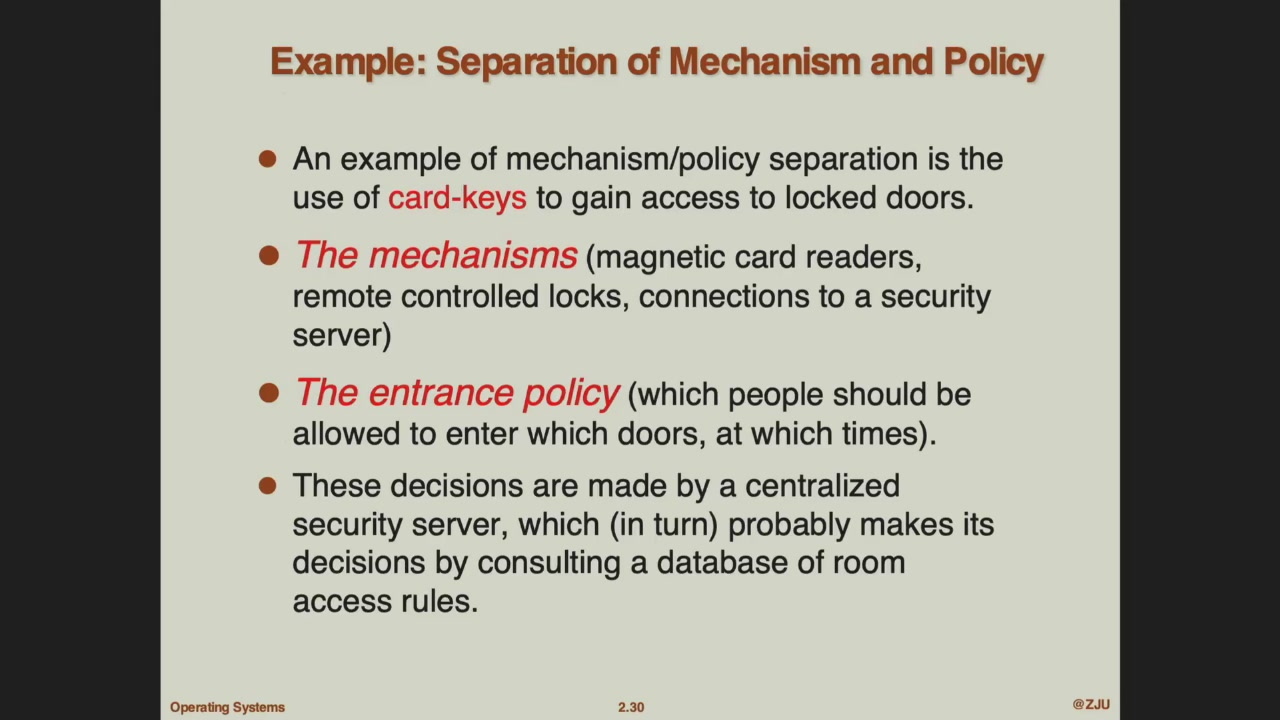 Example: Separation of Mechanism and Policy
An example of mechanism/policy separation is the
use of card-keys to gain access to locked doors.
The mechanisms (magnetic card readers,
remote controlled locks, connections to a security
server)
The entrance policy (which people should be
allowed to enter which doors, at which times).
These decisions are made by a centralized
security server, which (in turn) probably makes its
decisions by consulting a database of room
access rules.
Operating Systems
2.30
@ZJU